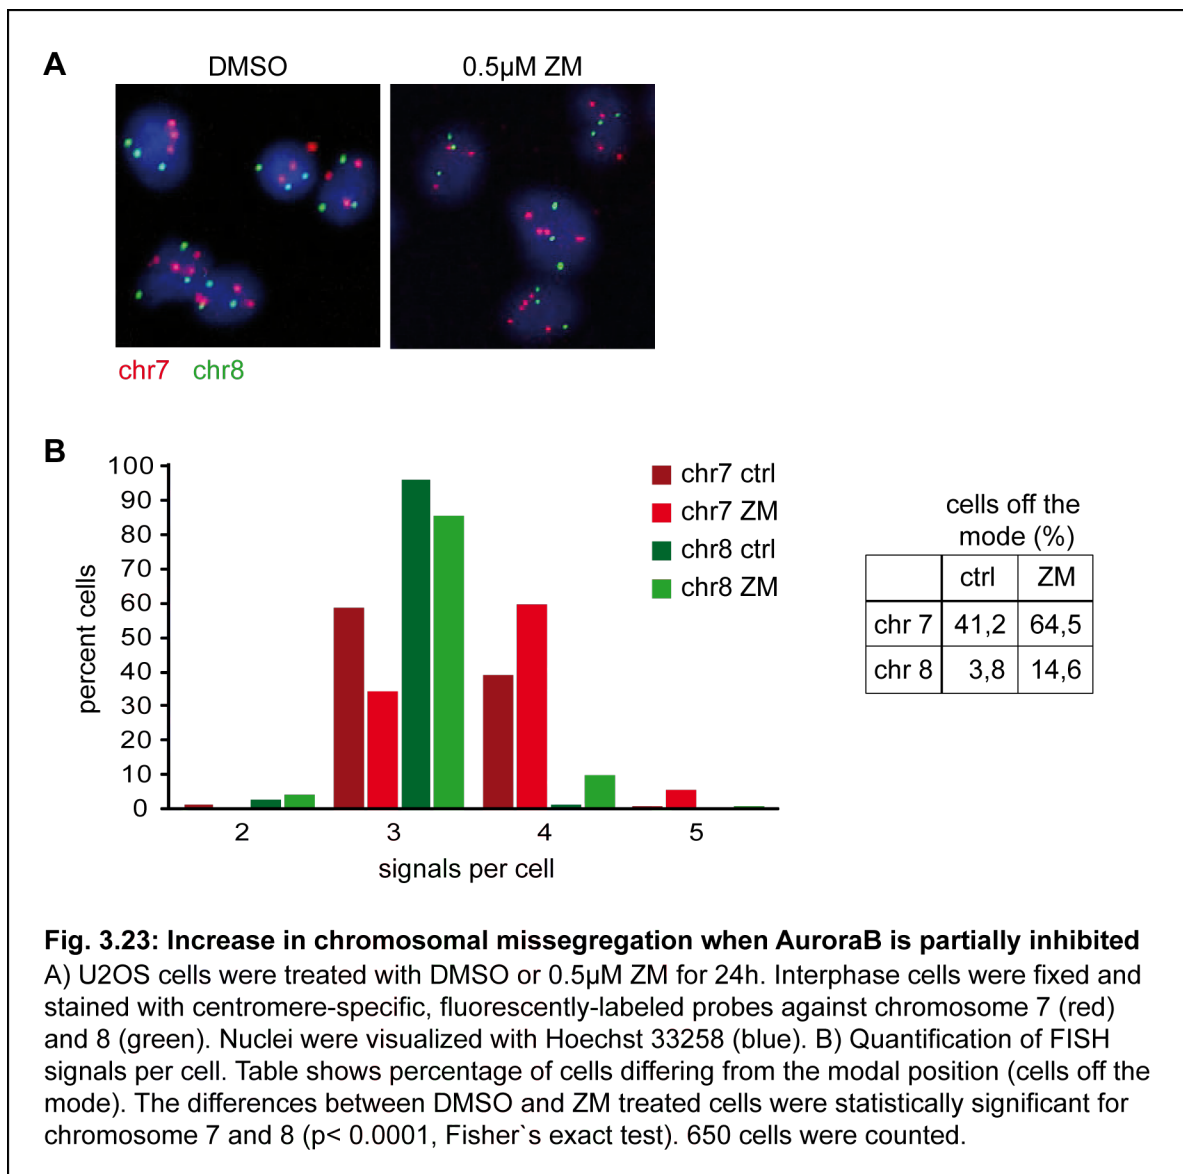 A
DMSO
0.5µM ZM
chr7 chr8
B
100
90
80
70
60
50
40
30
20
10
0
percent cells
2 3 4 5
signals per cell
chr7 ctrl
chr7 ZM
chr8 ctrl
chr8 ZM
cells off the
mode (%)
ctrl ZM
chr 7 41,2 64,5
chr 8 3,8 14,6
Fig. 3.23: Increase in chromosomal missegregation when AuroraB is partially inhibited
A) U2OS cells were treated with DMSO or 0.5µM ZM for 24h. Interphase cells were fixed and
stained with centromere-specific, fluorescently-labeled probes against chromosome 7 (red)
and 8 (green). Nuclei were visualized with Hoechst 33258 (blue). B) Quantification of FISH
signals per cell. Table shows percentage of cells differing from the modal position (cells off the
mode). The differences between DMSO and ZM treated cells were statistically significant for
chromosome 7 and 8 (p< 0.0001, Fisher`s exact test). 650 cells were counted.